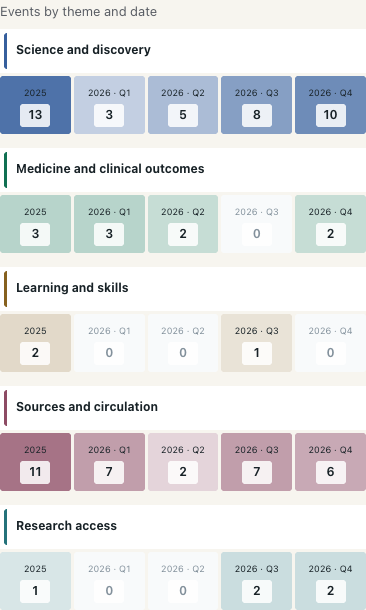 Events by theme and date
Science and discovery
2025 2026 · Q1 2026 · Q2 2026 · Q3 2026 · Q4
13 3 5 8 10
Medicine and clinical outcomes
2025 2026 · Q1 2026 · Q2 2026 · Q3 2026 · Q4
3 3 2 0 2
Learning and skills
2025 2026 · Q1 2026 · Q2 2026 · Q3 2026 · Q4
2 0 0 1 0
Sources and circulation
2025 2026 · Q1 2026 · Q2 2026 · Q3 2026 · Q4
11 7 2 7 6
Research access
2025 2026 · Q1 2026 · Q2 2026 · Q3 2026 · Q4
1 0 0 2 2